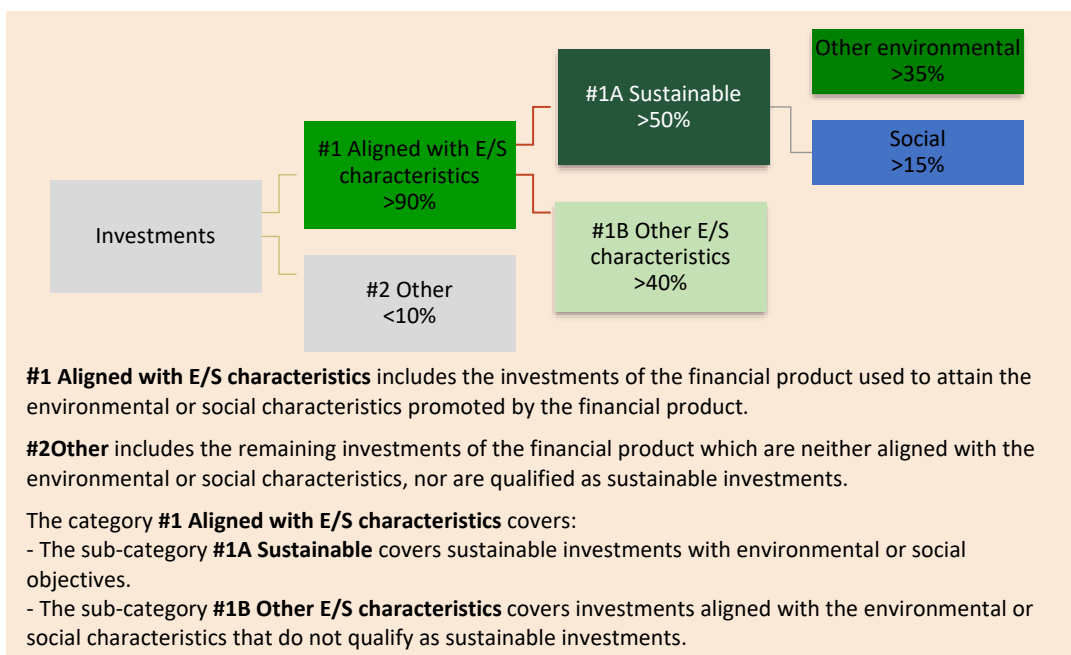 Other environmental
>35%
#1A Sustainable
>50%
Social
>15%
#1 Aligned with E/S
characteristics
>90%
Investments
#1B Other E/S
characteristics
>40%
#2 Other
<10%
#1 Aligned with E/S characteristics includes the investments of the financial product used to attain the
environmental or social characteristics promoted by the financial product.
#2Other includes the remaining investments of the financial product which are neither aligned with the
environmental or social characteristics, nor are qualified as sustainable investments.
The category #1 Aligned with E/S characteristics covers:
- The sub-category #1A Sustainable covers sustainable investments with environmental or social
objectives.
- The sub-category #1B Other E/S characteristics covers investments aligned with the environmental or
social characteristics that do not qualify as sustainable investments.